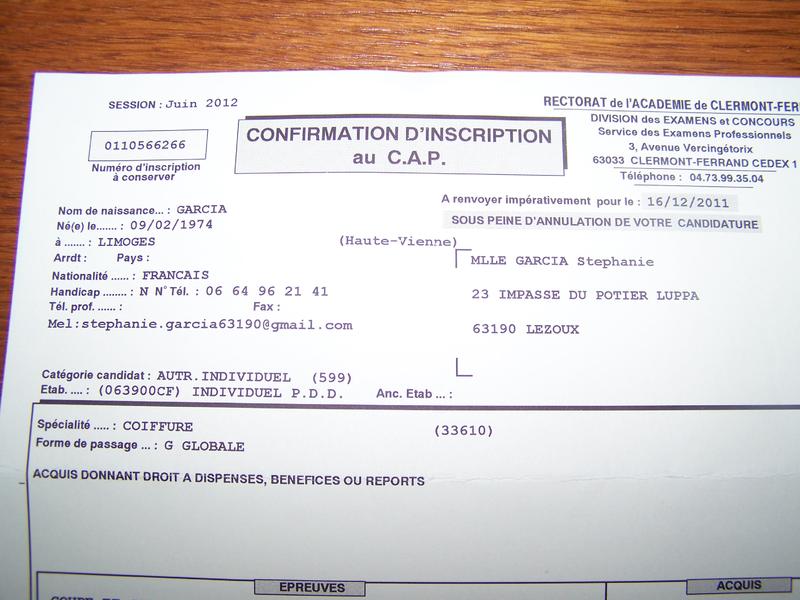 SESSION : Juin 2012
RECTORAT de l'ACADEMIE de CLERMONT-FER
DIVISION des EXAMENS et CONCOURS
Service des Examens Professionnels
3, Avenue Vercingétorix
63033 CLERMONT-FERRAND CEDEX 1
Téléphone : 04.73.99.35.04
0110566266
Numéro d'inscription
à conserver
CONFIRMATION D'INSCRIPTION
au C.A.P.
A renvoyer impérativement pour le : 16/12/2011
SOUS PEINE D'ANNULATION DE VOTRE CANDIDATURE
Nom de naissance... : GARCIA
Né(e) le....... : 09/02/1974
à ....... : LIMOGES (Haute-Vienne)
Arrdt : Pays :
Nationalité ...... : FRANCAIS
Handicap ........ : N N° Tél. : 06 64 96 21 41
Tél. prof. ...... : Fax :
Mel:stephanie.garcia63190@gmail.com
MLLE GARCIA Stephanie
23 IMPASSE DU POTIER LUPPA
63190 LEZOUX
Catégorie candidat : AUTR.INDIVIDUEL (599)
Etab. .... : (063900CF) INDIVIDUEL P.D.D. Anc. Etab ... :
Spécialité ..... : COIFFURE (33610)
Forme de passage ... : G GLOBALE
ACQUIS DONNANT DROIT A DISPENSES, BENEFICES OU REPORTS
EPREUVES ACQUIS